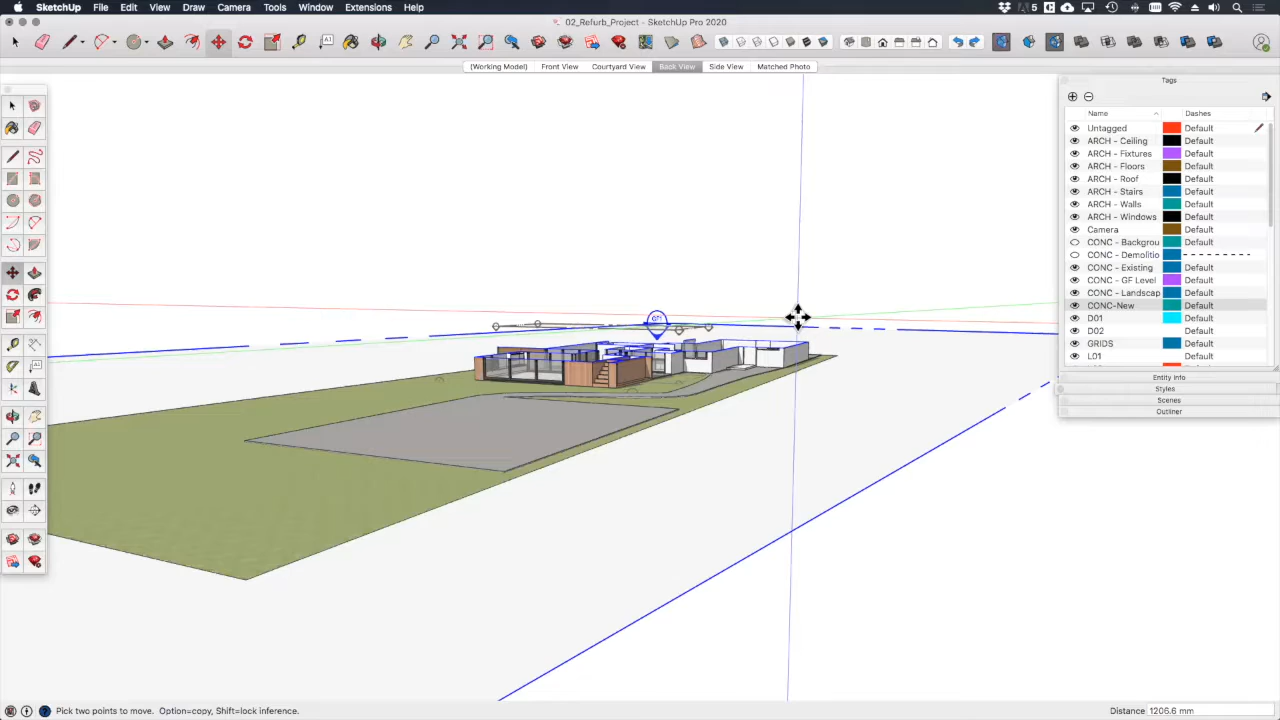 SketchUp File Edit View Draw Camera Tools Window Extensions Help
5
02_Refurb_Project - SketchUp Pro 2020
A1
(Working Model) Front View Courtyard View Back View Side View Matched Photo
Tags
Name Dashes
Untagged Default
ARCH - Ceiling Default
ARCH - Fixtures Default
ARCH - Floors Default
ARCH - Roof Default
ARCH - Stairs Default
ARCH - Walls Default
ARCH - Windows Default
Camera Default
CONC - Backgrou Default
CONC - Demolitio
CONC - Existing Default
CONC - GF Level Default
CONC - Landscap Default
CONC-New Default
D01 Default
D02 Default
GRIDS Default
L01 Default
Entity Info
Styles
Scenes
Outliner
A1
Pick two points to move. Option=copy, Shift=lock inference.
Distance 1206.6 mm